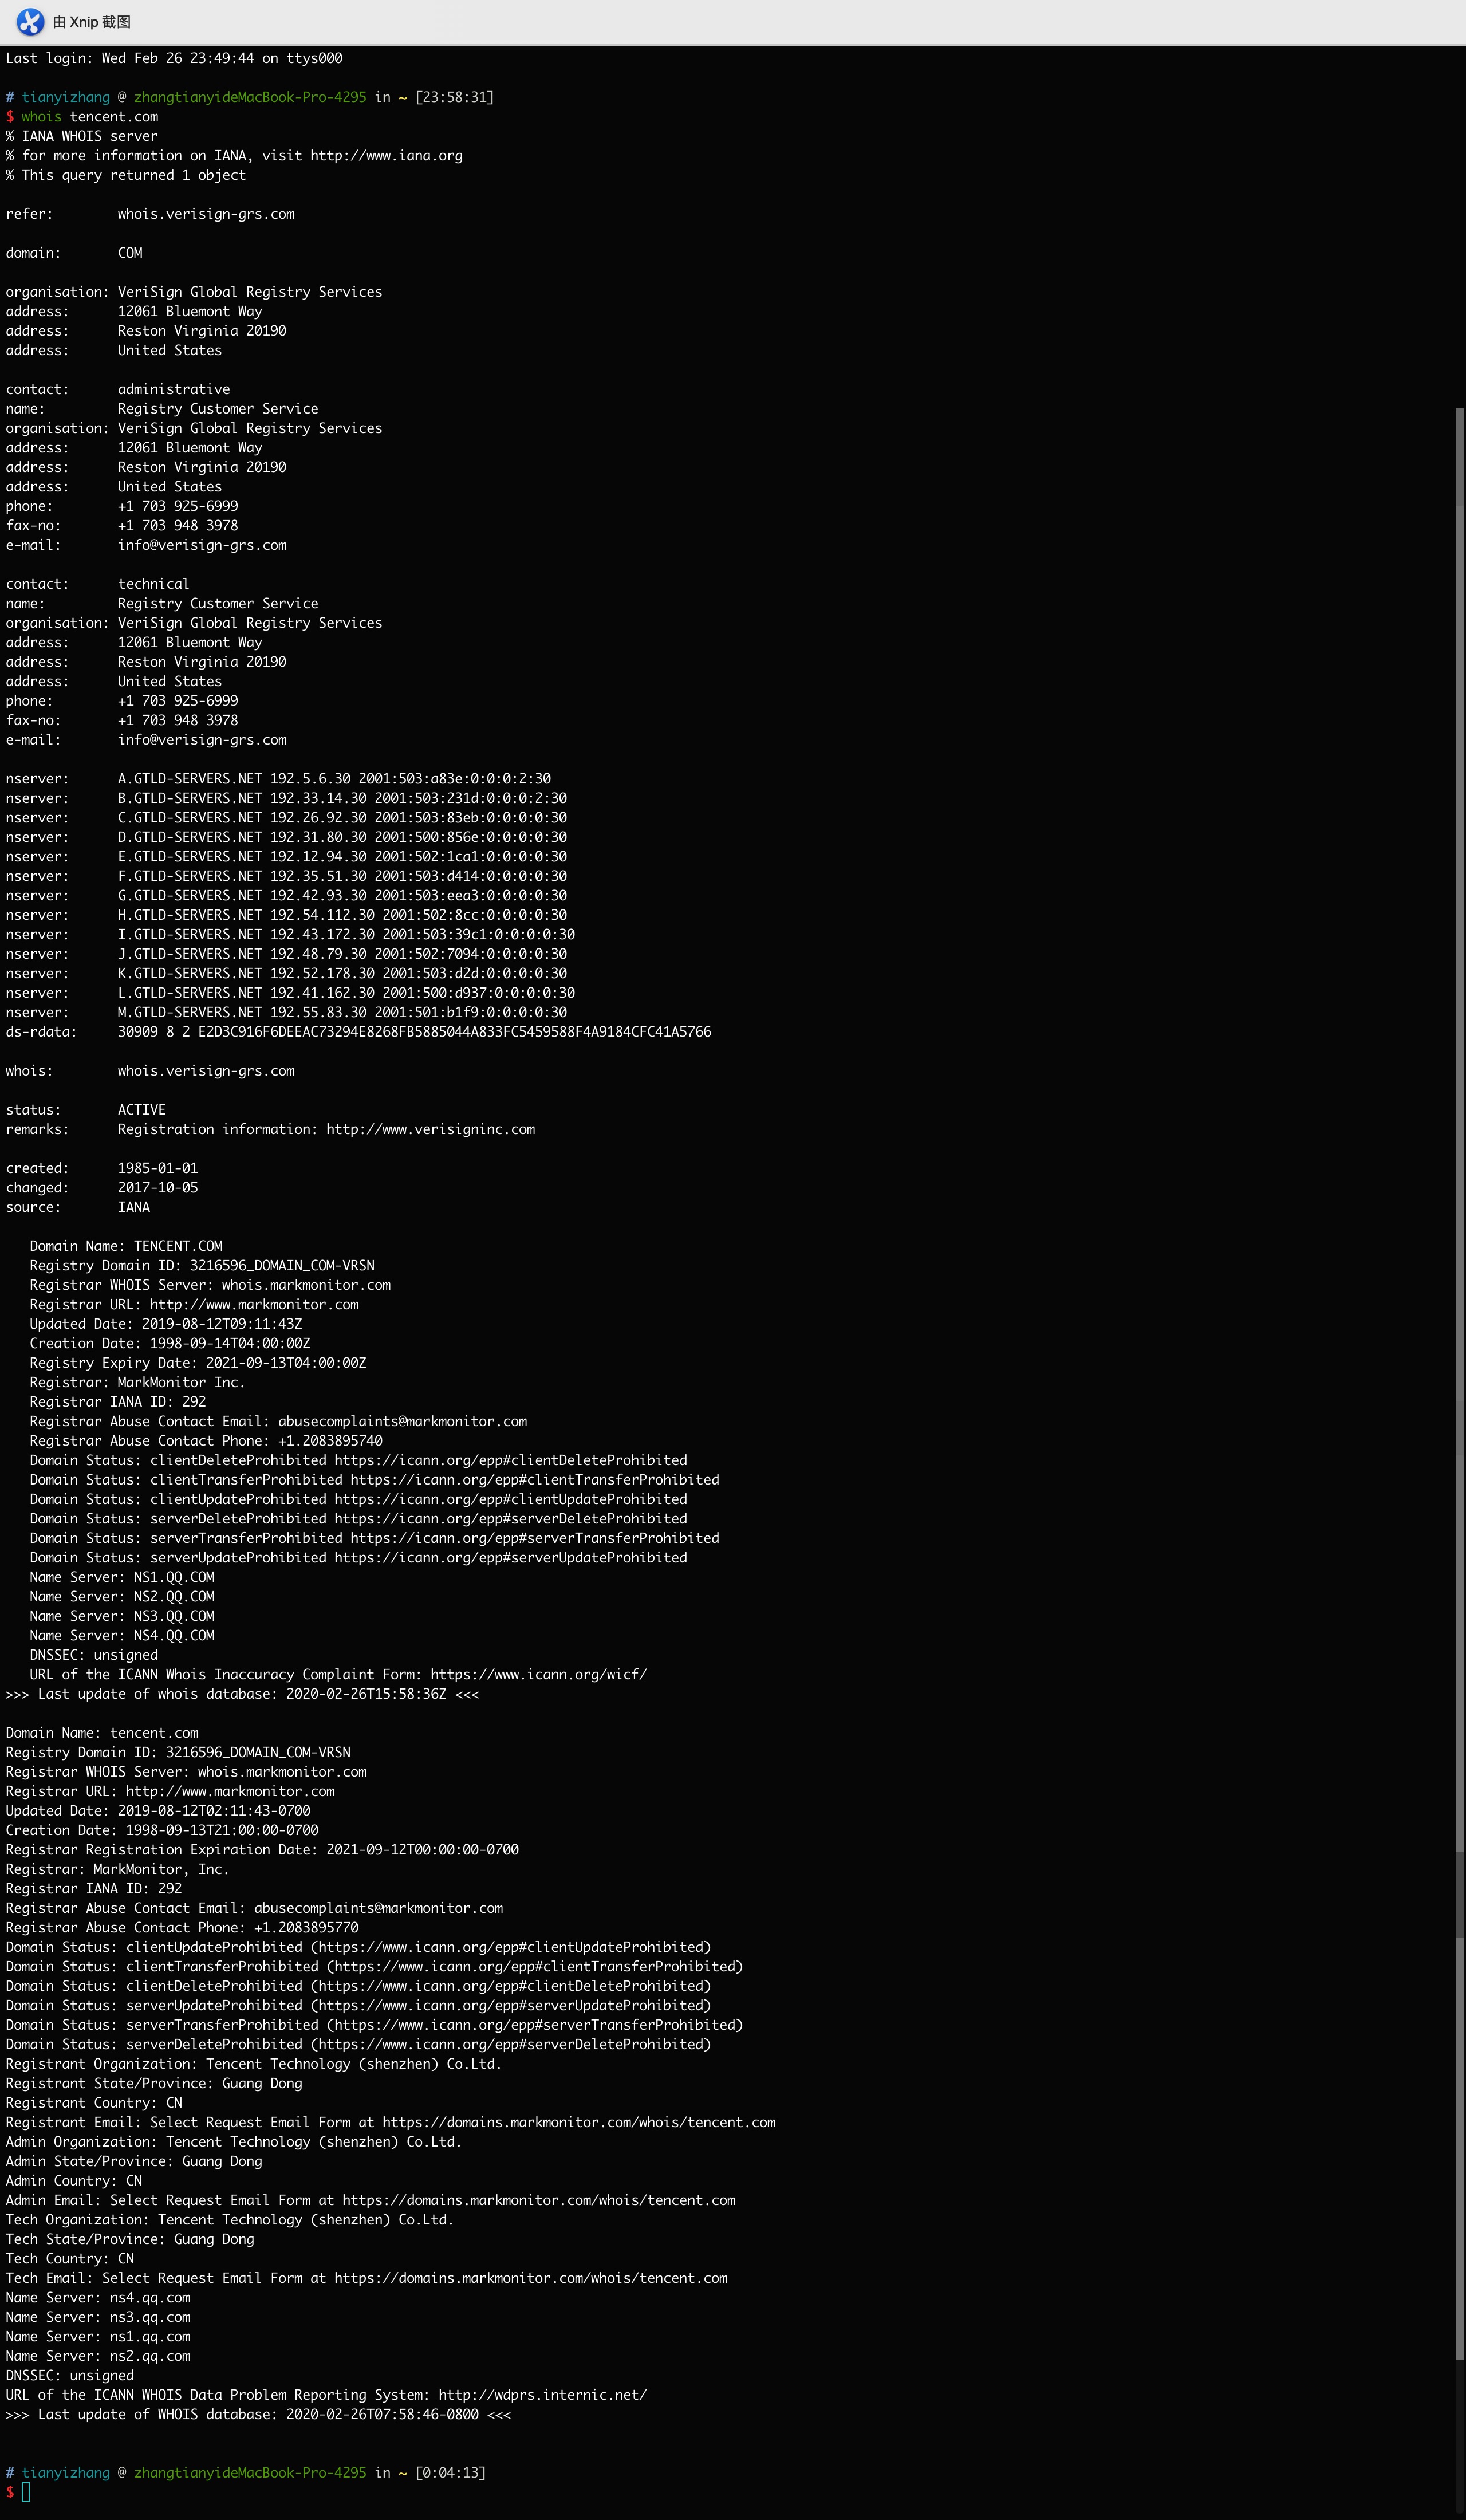 由 Xnip 截图
Last login: Wed Feb 26 23:49:44 on ttys000
# tianyizhang @ zhangtianyideMacBook-Pro-4295 in ~ [23:58:31]
$ whois tencent.com
% IANA WHOIS server
% for more information on IANA, visit http://www.iana.org
% This query returned 1 object
refer:        whois.verisign-grs.com
domain:       COM
organisation: VeriSign Global Registry Services
address:      12061 Bluemont Way
address:      Reston Virginia 20190
address:      United States
contact:      administrative
name:         Registry Customer Service
organisation: VeriSign Global Registry Services
address:      12061 Bluemont Way
address:      Reston Virginia 20190
address:      United States
phone:        +1 703 925-6999
fax-no:       +1 703 948 3978
e-mail:       info@verisign-grs.com
contact:      technical
name:         Registry Customer Service
organisation: VeriSign Global Registry Services
address:      12061 Bluemont Way
address:      Reston Virginia 20190
address:      United States
phone:        +1 703 925-6999
fax-no:       +1 703 948 3978
e-mail:       info@verisign-grs.com
nserver:      A.GTLD-SERVERS.NET 192.5.6.30 2001:503:a83e:0:0:0:2:30
nserver:      B.GTLD-SERVERS.NET 192.33.14.30 2001:503:231d:0:0:0:2:30
nserver:      C.GTLD-SERVERS.NET 192.26.92.30 2001:503:83eb:0:0:0:0:30
nserver:      D.GTLD-SERVERS.NET 192.31.80.30 2001:500:856e:0:0:0:0:30
nserver:      E.GTLD-SERVERS.NET 192.12.94.30 2001:502:1ca1:0:0:0:0:30
nserver:      F.GTLD-SERVERS.NET 192.35.51.30 2001:503:d414:0:0:0:0:30
nserver:      G.GTLD-SERVERS.NET 192.42.93.30 2001:503:eea3:0:0:0:0:30
nserver:      H.GTLD-SERVERS.NET 192.54.112.30 2001:502:8cc:0:0:0:0:30
nserver:      I.GTLD-SERVERS.NET 192.43.172.30 2001:503:39c1:0:0:0:0:30
nserver:      J.GTLD-SERVERS.NET 192.48.79.30 2001:502:7094:0:0:0:0:30
nserver:      K.GTLD-SERVERS.NET 192.52.178.30 2001:503:d2d:0:0:0:0:30
nserver:      L.GTLD-SERVERS.NET 192.41.162.30 2001:500:d937:0:0:0:0:30
nserver:      M.GTLD-SERVERS.NET 192.55.83.30 2001:501:b1f9:0:0:0:0:30
ds-rdata:     30909 8 2 E2D3C916F6DEEAC73294E8268FB5885044A833FC5459588F4A9184CFC41A5766
whois:        whois.verisign-grs.com
status:       ACTIVE
remarks:      Registration information: http://www.verisigninc.com
created:      1985-01-01
changed:      2017-10-05
source:       IANA
Domain Name: TENCENT.COM
Registry Domain ID: 3216596_DOMAIN_COM-VRSN
Registrar WHOIS Server: whois.markmonitor.com
Registrar URL: http://www.markmonitor.com
Updated Date: 2019-08-12T09:11:43Z
Creation Date: 1998-09-14T04:00:00Z
Registry Expiry Date: 2021-09-13T04:00:00Z
Registrar: MarkMonitor Inc.
Registrar IANA ID: 292
Registrar Abuse Contact Email: abusecomplaints@markmonitor.com
Registrar Abuse Contact Phone: +1.2083895740
Domain Status: clientDeleteProhibited https://icann.org/epp#clientDeleteProhibited
Domain Status: clientTransferProhibited https://icann.org/epp#clientTransferProhibited
Domain Status: clientUpdateProhibited https://icann.org/epp#clientUpdateProhibited
Domain Status: serverDeleteProhibited https://icann.org/epp#serverDeleteProhibited
Domain Status: serverTransferProhibited https://icann.org/epp#serverTransferProhibited
Domain Status: serverUpdateProhibited https://icann.org/epp#serverUpdateProhibited
Name Server: NS1.QQ.COM
Name Server: NS2.QQ.COM
Name Server: NS3.QQ.COM
Name Server: NS4.QQ.COM
DNSSEC: unsigned
URL of the ICANN Whois Inaccuracy Complaint Form: https://www.icann.org/wicf/
>>> Last update of whois database: 2020-02-26T15:58:36Z <<<
Domain Name: tencent.com
Registry Domain ID: 3216596_DOMAIN_COM-VRSN
Registrar WHOIS Server: whois.markmonitor.com
Registrar URL: http://www.markmonitor.com
Updated Date: 2019-08-12T02:11:43-0700
Creation Date: 1998-09-13T21:00:00-0700
Registrar Registration Expiration Date: 2021-09-12T00:00:00-0700
Registrar: MarkMonitor, Inc.
Registrar IANA ID: 292
Registrar Abuse Contact Email: abusecomplaints@markmonitor.com
Registrar Abuse Contact Phone: +1.2083895770
Domain Status: clientUpdateProhibited (https://www.icann.org/epp#clientUpdateProhibited)
Domain Status: clientTransferProhibited (https://www.icann.org/epp#clientTransferProhibited)
Domain Status: clientDeleteProhibited (https://www.icann.org/epp#clientDeleteProhibited)
Domain Status: serverUpdateProhibited (https://www.icann.org/epp#serverUpdateProhibited)
Domain Status: serverTransferProhibited (https://www.icann.org/epp#serverTransferProhibited)
Domain Status: serverDeleteProhibited (https://www.icann.org/epp#serverDeleteProhibited)
Registrant Organization: Tencent Technology (shenzhen) Co.Ltd.
Registrant State/Province: Guang Dong
Registrant Country: CN
Registrant Email: Select Request Email Form at https://domains.markmonitor.com/whois/tencent.com
Admin Organization: Tencent Technology (shenzhen) Co.Ltd.
Admin State/Province: Guang Dong
Admin Country: CN
Admin Email: Select Request Email Form at https://domains.markmonitor.com/whois/tencent.com
Tech Organization: Tencent Technology (shenzhen) Co.Ltd.
Tech State/Province: Guang Dong
Tech Country: CN
Tech Email: Select Request Email Form at https://domains.markmonitor.com/whois/tencent.com
Name Server: ns4.qq.com
Name Server: ns3.qq.com
Name Server: ns1.qq.com
Name Server: ns2.qq.com
DNSSEC: unsigned
URL of the ICANN WHOIS Data Problem Reporting System: http://wdprs.internic.net/
>>> Last update of WHOIS database: 2020-02-26T07:58:46-0800 <<<
# tianyizhang @ zhangtianyideMacBook-Pro-4295 in ~ [0:04:13]
$